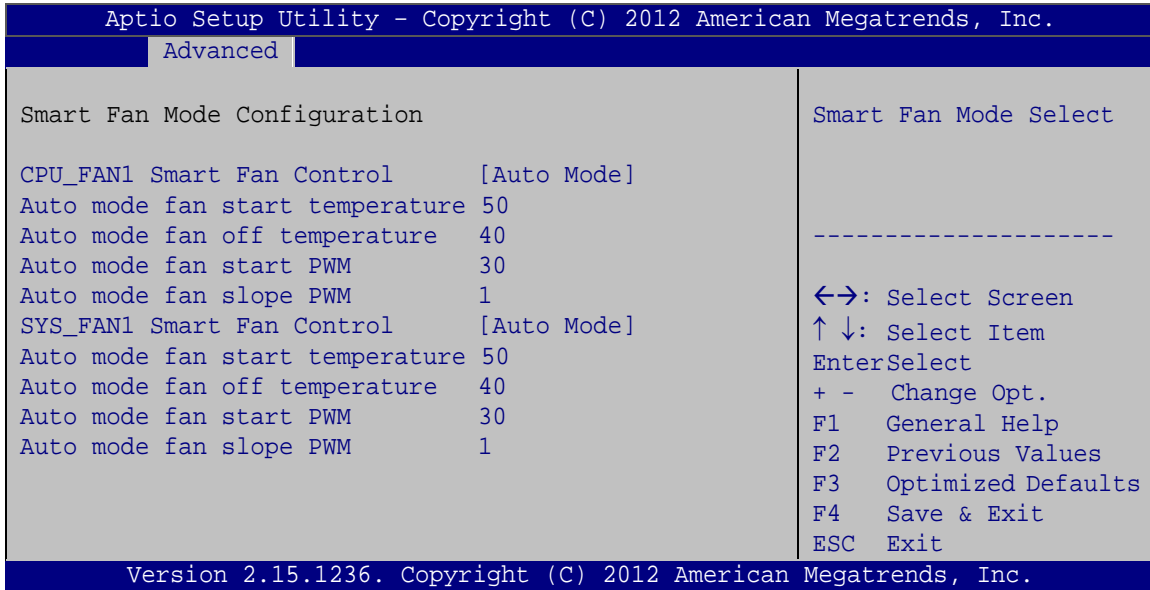 Aptio Setup Utility – Copyright (C) 2012 American Megatrends, Inc.
Advanced
Smart Fan Mode Configuration
CPU_FAN1 Smart Fan Control [Auto Mode]
Auto mode fan start temperature 50
Auto mode fan off temperature 40
Auto mode fan start PWM 30
Auto mode fan slope PWM 1
SYS_FAN1 Smart Fan Control [Auto Mode]
Auto mode fan start temperature 50
Auto mode fan off temperature 40
Auto mode fan start PWM 30
Auto mode fan slope PWM 1
Smart Fan Mode Select
---------------------
←→: Select Screen
↑ ↓: Select Item
EnterSelect
+ - Change Opt.
F1 General Help
F2 Previous Values
F3 Optimized Defaults
F4 Save & Exit
ESC Exit
Version 2.15.1236. Copyright (C) 2012 American Megatrends, Inc.